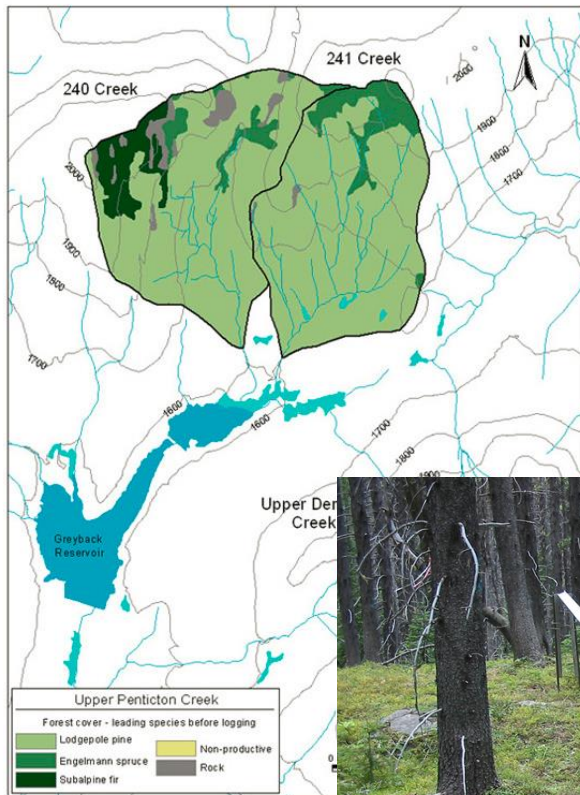 241 Creek
N
240 Creek
2000
1900
1800
1700
2000
1900
1800
1700
1600
1600
1700
1800
Upper
Creek
Greyback
Reservoir
Upper Penticton Creek
Forest cover - leading species before logging
Lodgepole pine
Non-productive
Engelmann spruce
Rock
Subalpine fir
0